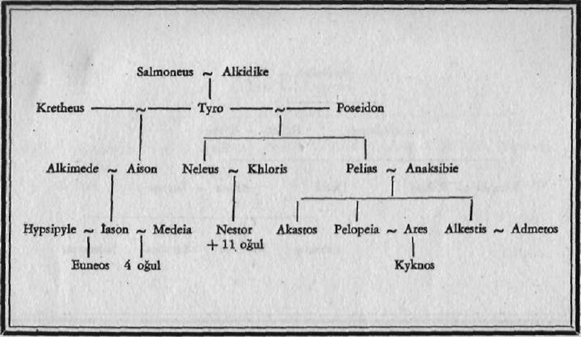 Salmoneus ~ Alkidike
Kretheus ~ Tyro ~ Poseidon
Alkimede ~ Aison Neleus ~ Khloris Pelias ~ Anaksibie
Hypsipyle ~ Iason ~ Medeia Nestor Akastos Pelopeia ~ Ares Alkestis ~ Admetos
+ 11 oğul
Euneos 4 oğul Kyknos